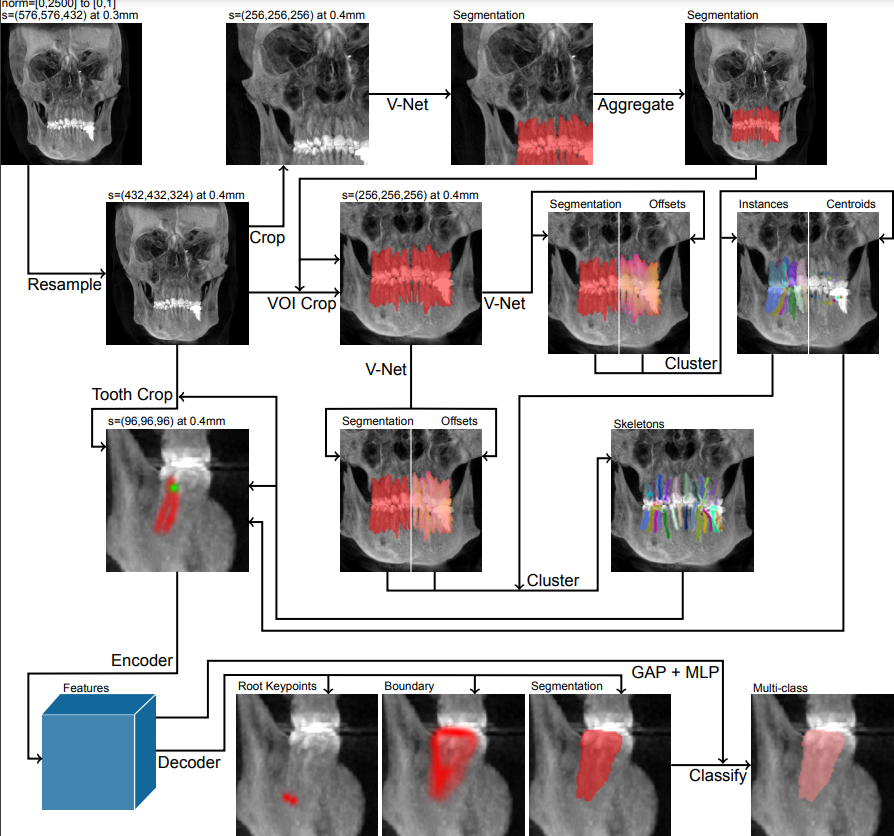 norm=[0,2500] to [0,1]
s=(576,576,432) at 0.3mm
s=(256,256,256) at 0.4mm
Segmentation
Segmentation
V-Net
Aggregate
s=(432,432,324) at 0.4mm
s=(256,256,256) at 0.4mm
Segmentation
Offsets
Instances
Centroids
Crop
Resample
VOI Crop
V-Net
Cluster
V-Net
Tooth Crop
s=(96,96,96) at 0.4mm
Segmentation
Offsets
Skeletons
Cluster
Encoder
GAP + MLP
Features
Root Keypoints
Boundary
Segmentation
Multi-class
Decoder
Classify